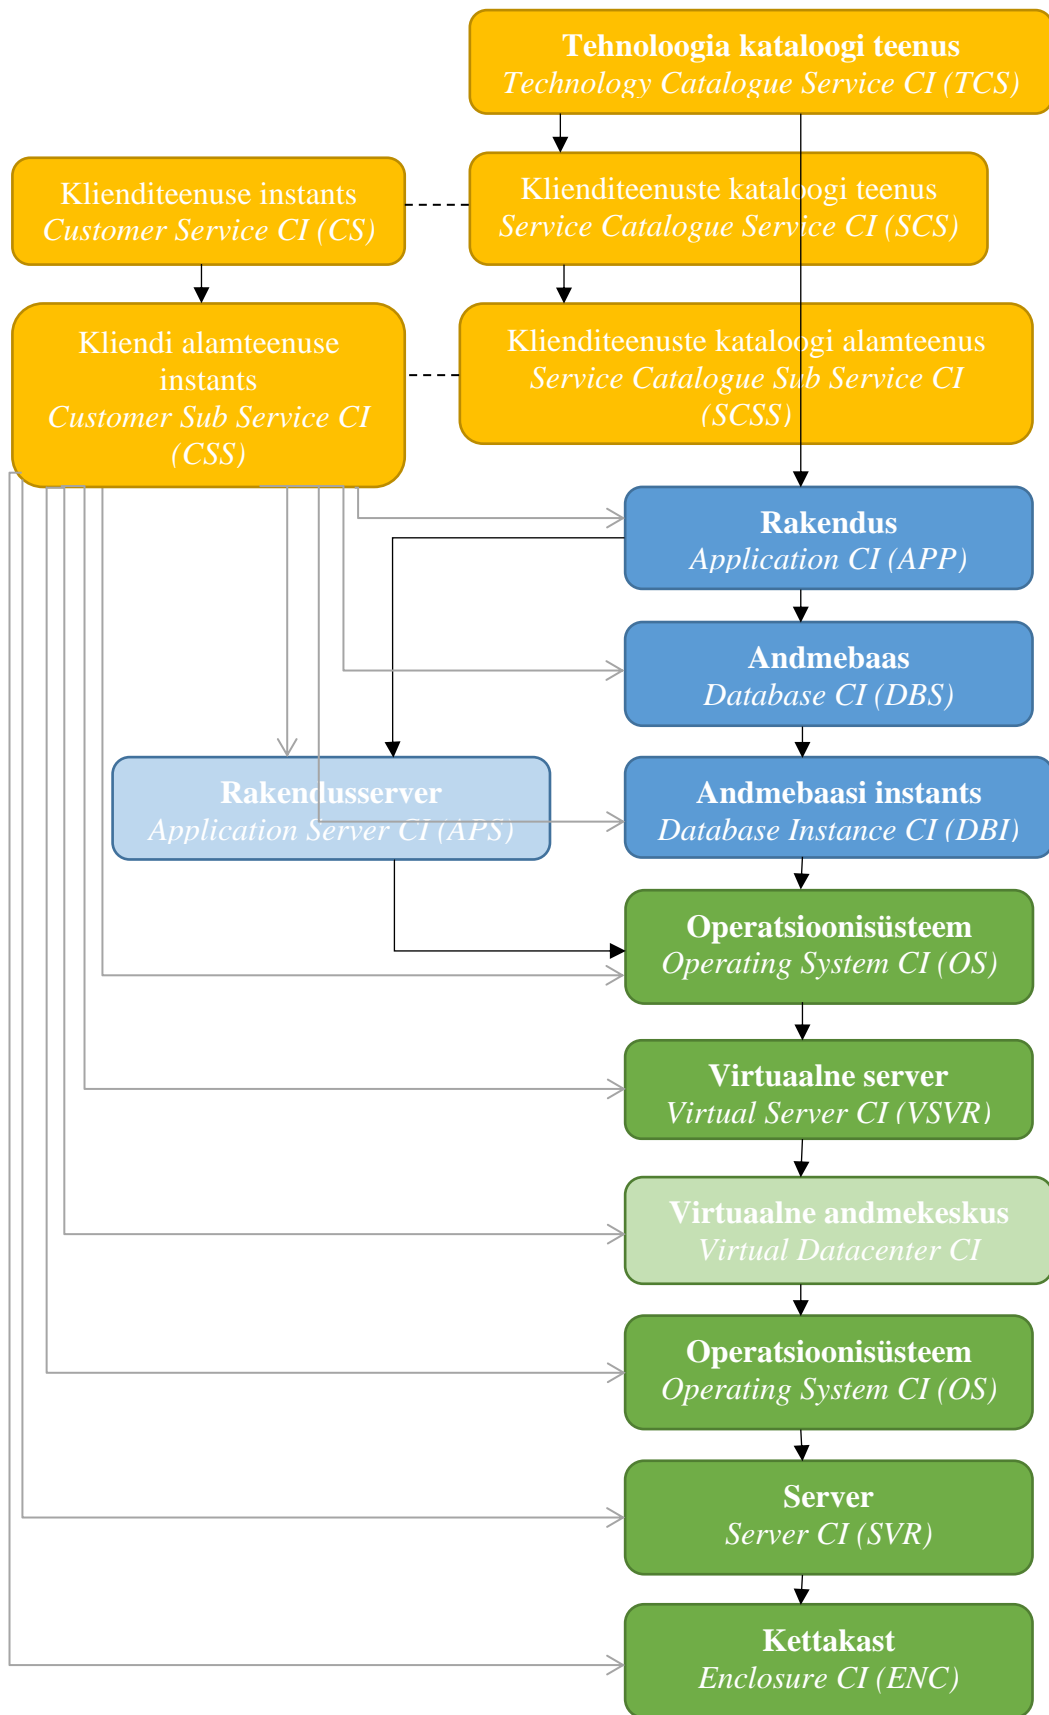 Tehnoloogia kataloogi teenus
Technology Catalogue Service CI (TCS)
Klienditeenuse instants
Customer Service CI (CS)
Klienditeenuste kataloogi teenus
Service Catalogue Service CI (SCS)
Kliendi alamteenuse
instants
Customer Sub Service CI
(CSS)
Klienditeenuste kataloogi alamteenus
Service Catalogue Sub Service CI
(SCSS)
Rakendus
Application CI (APP)
Andmebaas
Database CI (DBS)
Rakendusserver
Application Server CI (APS)
Andmebaasi instants
Database Instance CI (DBI)
Operatsioonisüsteem
Operating System CI (OS)
Virtuaalne server
Virtual Server CI (VSVR)
Virtuaalne andmekeskus
Virtual Datacenter CI
Operatsioonisüsteem
Operating System CI (OS)
Server
Server CI (SVR)
Kettakast
Enclosure CI (ENC)